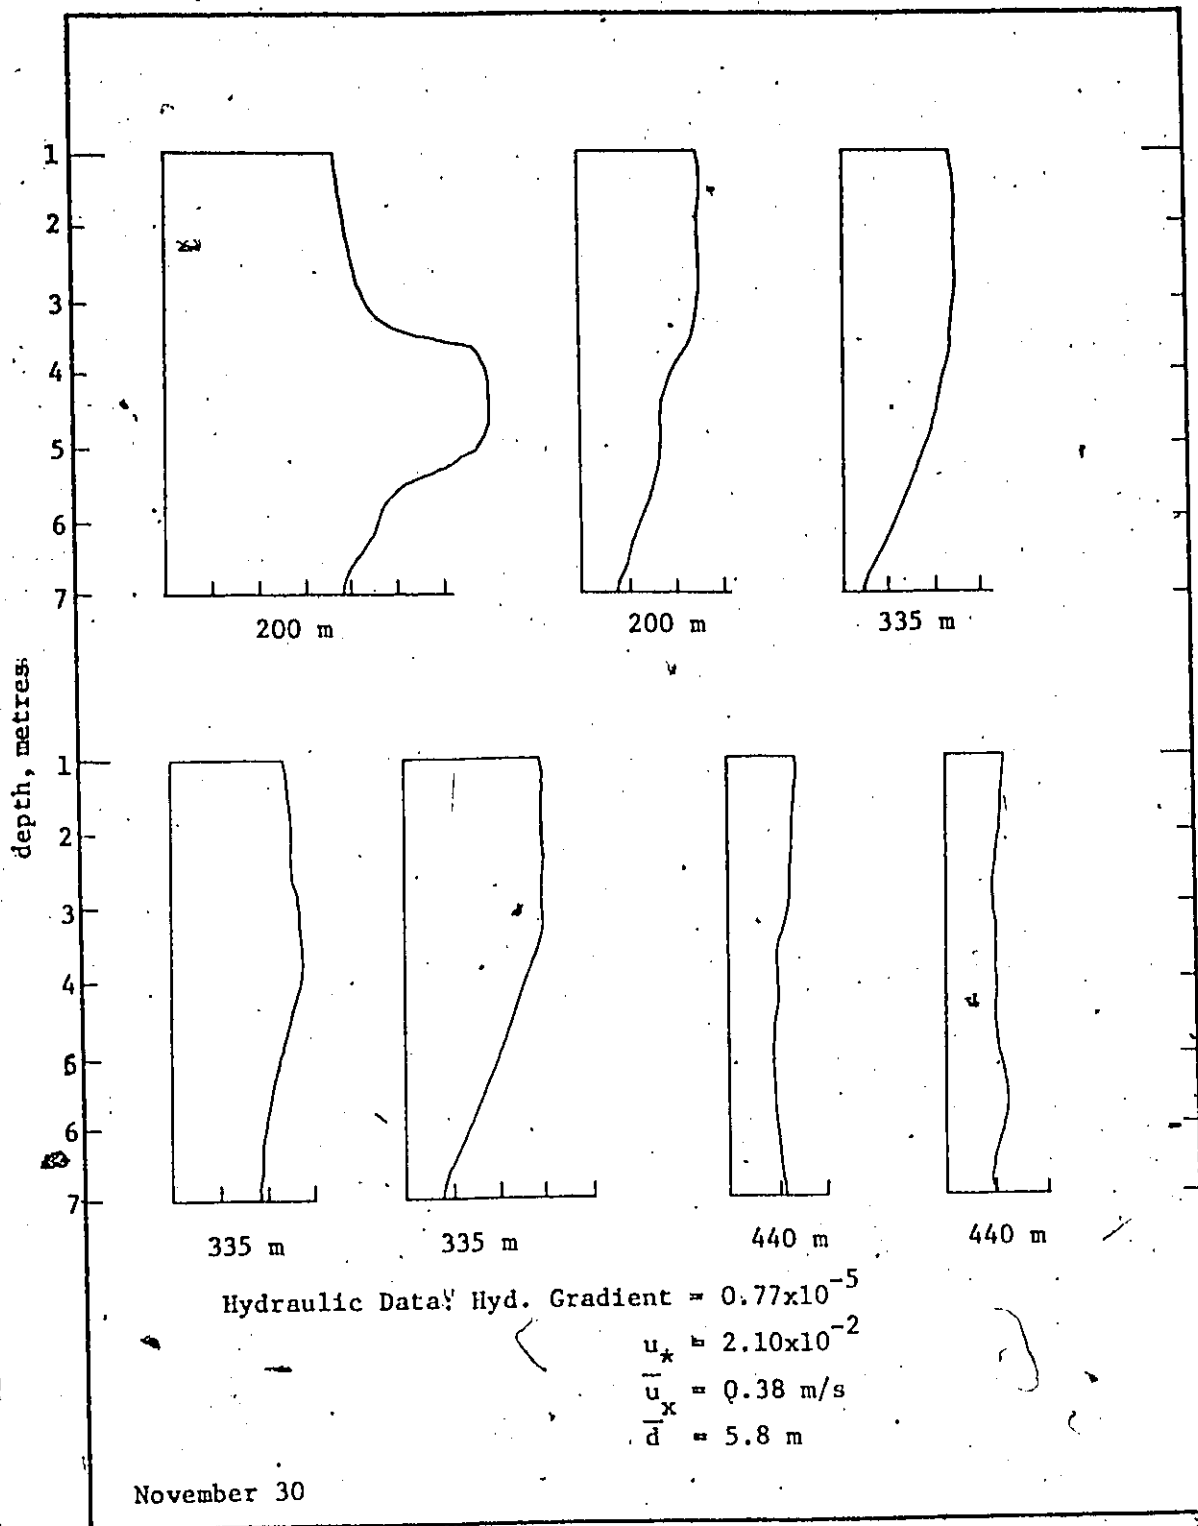 1
2
3
4
5
6
7
200 m
200 m
335 m
depth, metres
1
2
3
4
5
6
7
335 m
335 m
440 m
440 m
Hydraulic Data: Hyd. Gradient = 0.77x10⁻⁵
u* = 2.10x10⁻²
u̅x = 0.38 m/s
d̅ = 5.8 m
November 30